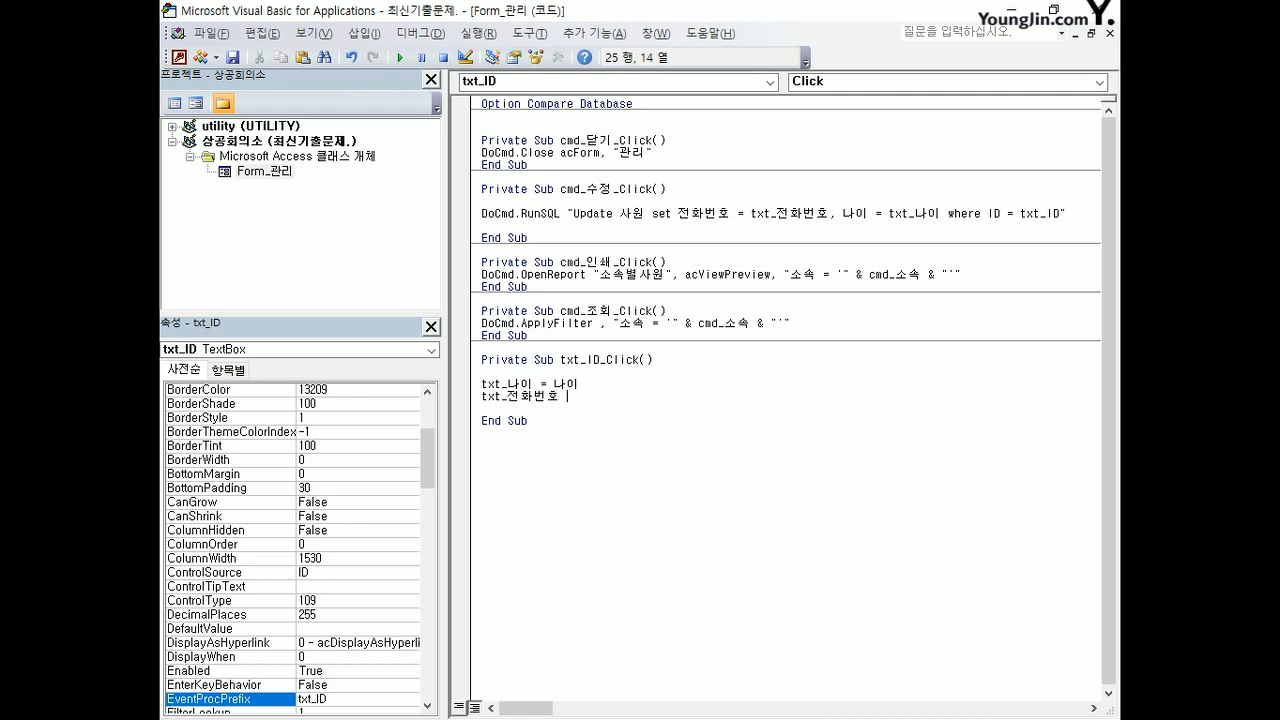 Microsoft Visual Basic for Applications - 최신기출문제. - [Form_관리 (코드)]
YoungJin.com Y.
파일(F) 편집(E) 보기(V) 삽입(I) 디버그(D) 실행(R) 도구(T) 추가 기능(A) 창(W) 도움말(H)
질문을 입력하십시오.
25 행, 14 열
프로젝트 - 상공회의소
utility (UTILITY)
상공회의소 (최신기출문제.)
Microsoft Access 클래스 개체
Form_관리
속성 - txt_ID
txt_ID TextBox
사전순 항목별
BorderColor 13209
BorderShade 100
BorderStyle 1
BorderThemeColorIndex -1
BorderTint 100
BorderWidth 0
BottomMargin 0
BottomPadding 30
CanGrow False
CanShrink False
ColumnHidden False
ColumnOrder 0
ColumnWidth 1530
ControlSource ID
ControlTipText
ControlType 109
DecimalPlaces 255
DefaultValue
DisplayAsHyperlink 0 - acDisplayAsHyperli
DisplayWhen 0
Enabled True
EnterKeyBehavior False
EventProcPrefix txt_ID
FilterLookup 1
txt_ID Click
Option Compare Database
Private Sub cmd_닫기_Click()
DoCmd.Close acForm, "관리"
End Sub
Private Sub cmd_수정_Click()
DoCmd.RunSQL "Update 사원 set 전화번호 = txt_전화번호, 나이 = txt_나이 where ID = txt_ID"
End Sub
Private Sub cmd_인쇄_Click()
DoCmd.OpenReport "소속별사원", acViewPreview, "소속 = '" & cmd_소속 & "'"
End Sub
Private Sub cmd_조회_Click()
DoCmd.ApplyFilter , "소속 = '" & cmd_소속 & "'"
End Sub
Private Sub txt_ID_Click()
txt_나이 = 나이
txt_전화번호
End Sub